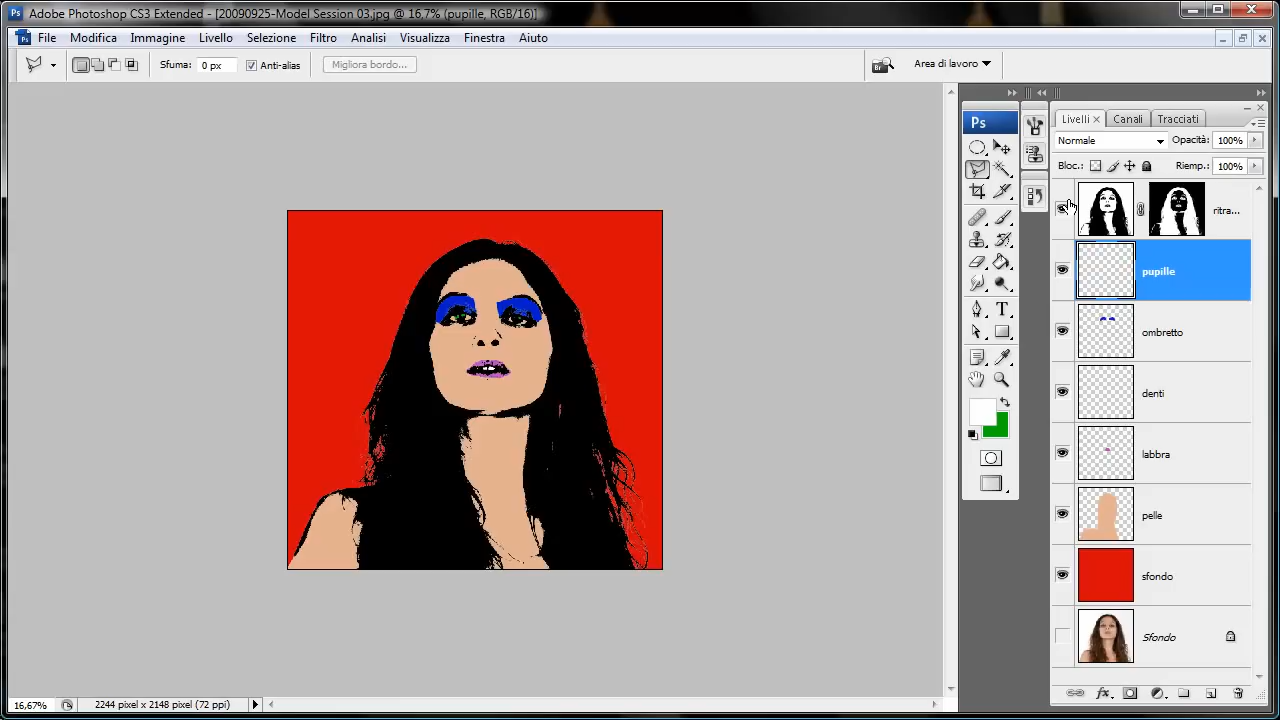 Adobe Photoshop CS3 Extended - [20090925-Model Session 03.jpg @ 16,7% (pupille, RGB/16)]
File Modifica Immagine Livello Selezione Filtro Analisi Visualizza Finestra Aiuto
Sfuma: 0 px Anti-alias Migliora bordo... Area di lavoro
Ps
Livelli Canali Tracciati
Normale Opacità: 100%
Bloc.: Riemp.: 100%
ritra...
pupille
ombretto
denti
labbra
pelle
sfondo
Sfondo
16,67% 2244 pixel x 2148 pixel (72 ppi)